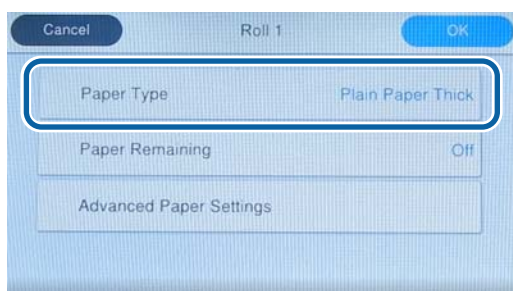 Cancel Roll 1 OK
Paper Type Plain Paper Thick
Paper Remaining Off
Advanced Paper Settings